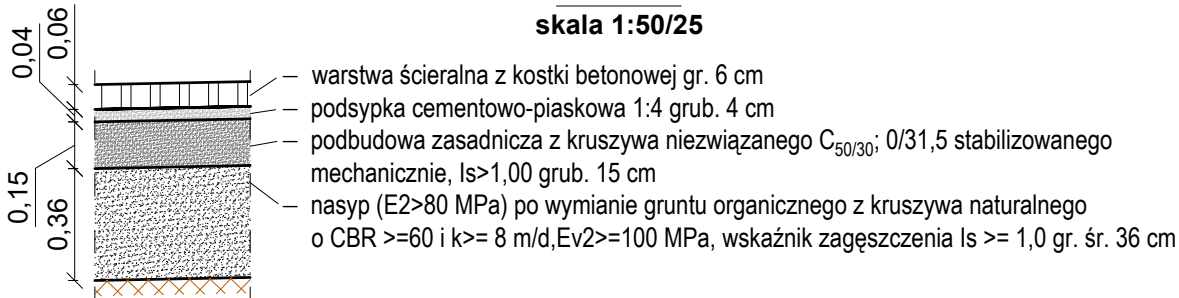 skala 1:50/25
0,06
0,04
0,15
0,36
— warstwa ścieralna z kostki betonowej gr. 6 cm
— podsypka cementowo-piaskowa 1:4 grub. 4 cm
— podbudowa zasadnicza z kruszywa niezwiązanego C50/30; 0/31,5 stabilizowanego
mechanicznie, Is>1,00 grub. 15 cm
— nasyp (E2>80 MPa) po wymianie gruntu organicznego z kruszywa naturalnego
o CBR >=60 i k>= 8 m/d,Ev2>=100 MPa, wskaźnik zagęszczenia Is >= 1,0 gr. śr. 36 cm